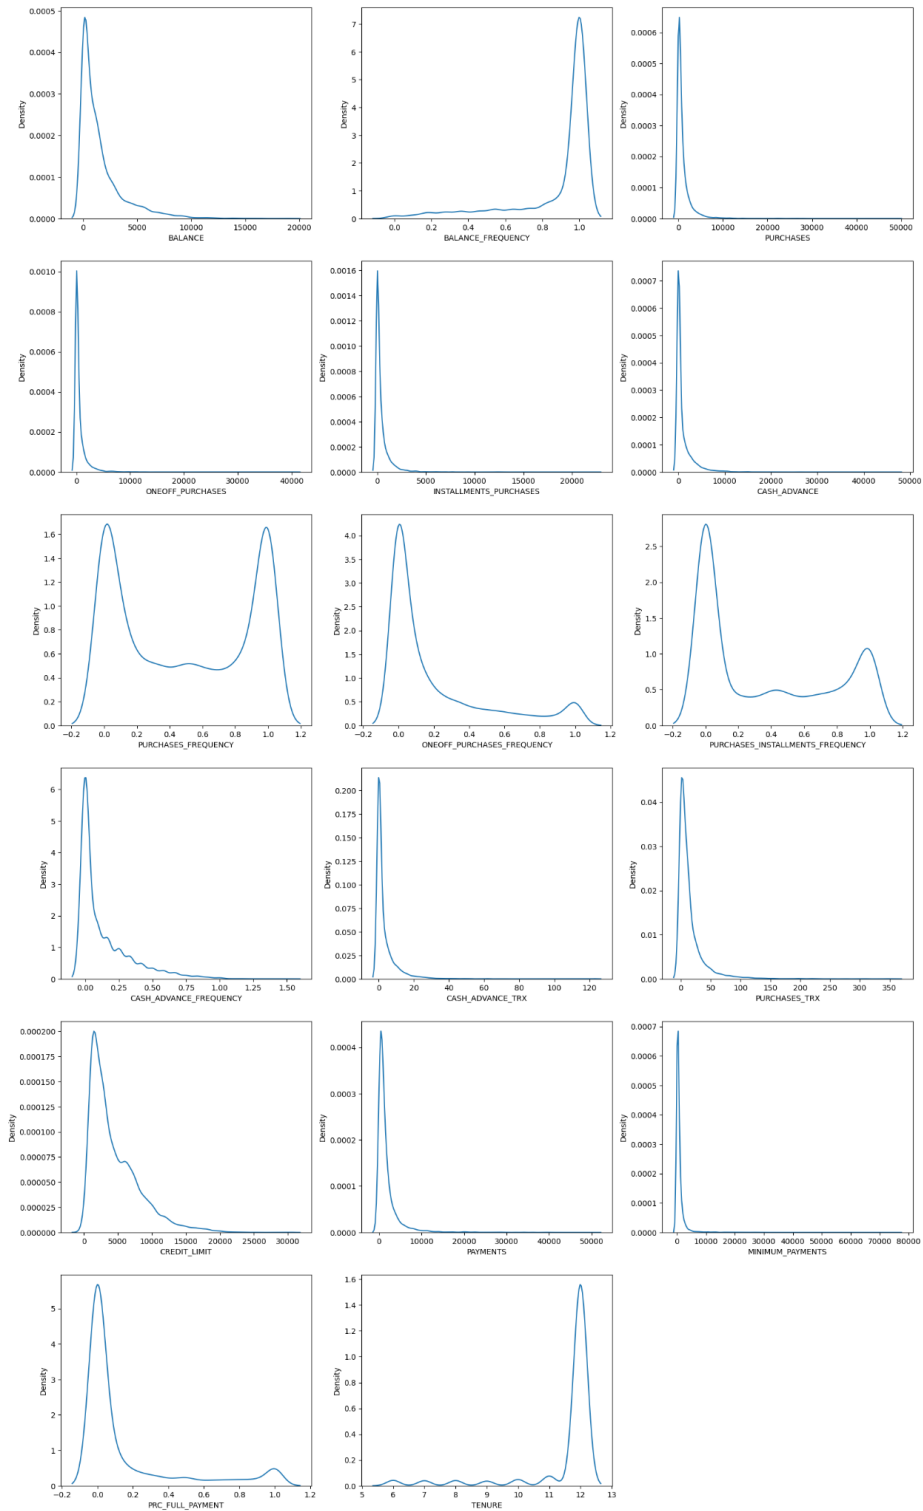 0.0005
0.0004
0.0003
0.0002
0.0001
0.0000
Density
0 5000 10000 15000 20000
BALANCE
7
6
5
4
3
2
1
0
Density
0.0 0.2 0.4 0.6 0.8 1.0
BALANCE_FREQUENCY
0.0006
0.0005
0.0004
0.0003
0.0002
0.0001
0.0000
Density
0 10000 20000 30000 40000 50000
PURCHASES
0.0010
0.0008
0.0006
0.0004
0.0002
0.0000
Density
0 10000 20000 30000 40000
ONEOFF_PURCHASES
0.0016
0.0014
0.0012
0.0010
0.0008
0.0006
0.0004
0.0002
0.0000
Density
0 5000 10000 15000 20000
INSTALLMENTS_PURCHASES
0.0007
0.0006
0.0005
0.0004
0.0003
0.0002
0.0001
0.0000
Density
0 10000 20000 30000 40000 50000
CASH_ADVANCE
1.6
1.4
1.2
1.0
0.8
0.6
0.4
0.2
0.0
Density
−0.2 0.0 0.2 0.4 0.6 0.8 1.0 1.2
PURCHASES_FREQUENCY
4.0
3.5
3.0
2.5
2.0
1.5
1.0
0.5
0.0
Density
−0.2 0.0 0.2 0.4 0.6 0.8 1.0 1.2
ONEOFF_PURCHASES_FREQUENCY
2.5
2.0
1.5
1.0
0.5
0.0
Density
−0.2 0.0 0.2 0.4 0.6 0.8 1.0 1.2
PURCHASES_INSTALLMENTS_FREQUENCY
6
5
4
3
2
1
0
Density
0.00 0.25 0.50 0.75 1.00 1.25 1.50
CASH_ADVANCE_FREQUENCY
0.200
0.175
0.150
0.125
0.100
0.075
0.050
0.025
0.000
Density
0 20 40 60 80 100 120
CASH_ADVANCE_TRX
0.04
0.03
0.02
0.01
0.00
Density
0 50 100 150 200 250 300 350
PURCHASES_TRX
0.000200
0.000175
0.000150
0.000125
0.000100
0.000075
0.000050
0.000025
0.000000
Density
0 5000 10000 15000 20000 25000 30000
CREDIT_LIMIT
0.0004
0.0003
0.0002
0.0001
0.0000
Density
0 10000 20000 30000 40000 50000
PAYMENTS
0.0007
0.0006
0.0005
0.0004
0.0003
0.0002
0.0001
0.0000
Density
0 10000 20000 30000 40000 50000 60000 70000 80000
MINIMUM_PAYMENTS
5
4
3
2
1
0
Density
−0.2 0.0 0.2 0.4 0.6 0.8 1.0 1.2
PRC_FULL_PAYMENT
1.6
1.4
1.2
1.0
0.8
0.6
0.4
0.2
0.0
Density
5 6 7 8 9 10 11 12 13
TENURE